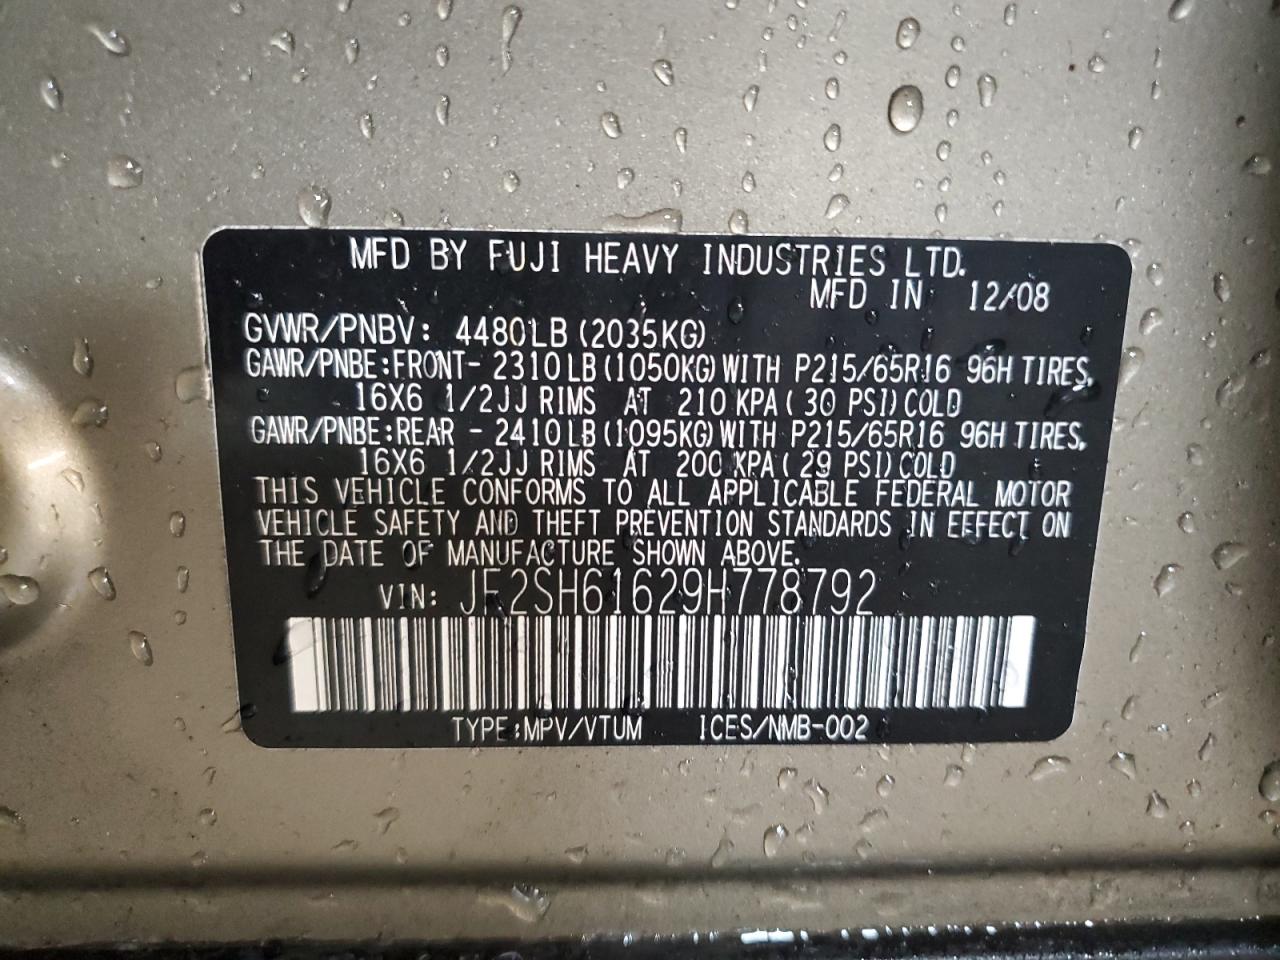 MFD BY FUJI HEAVY INDUSTRIES LTD.
MFD IN 12/08
GVWR/PNBV: 4480LB (2035KG)
GAWR/PNBE:FRONT- 2310LB (1050KG) WITH P215/65R16 96H TIRES,
16X6 1/2JJ RIMS AT 210 KPA ( 30 PSI) COLD
GAWR/PNBE:REAR - 2410LB (1095KG) WITH P215/65R16 96H TIRES,
16X6 1/2JJ RIMS AT 200 KPA ( 29 PSI) COLD
THIS VEHICLE CONFORMS TO ALL APPLICABLE FEDERAL MOTOR
VEHICLE SAFETY AND THEFT PREVENTION STANDARDS IN EFFECT ON
THE DATE OF MANUFACTURE SHOWN ABOVE.
VIN: JF2SH61629H778792
TYPE:MPV/VTUM ICES/NMB-002